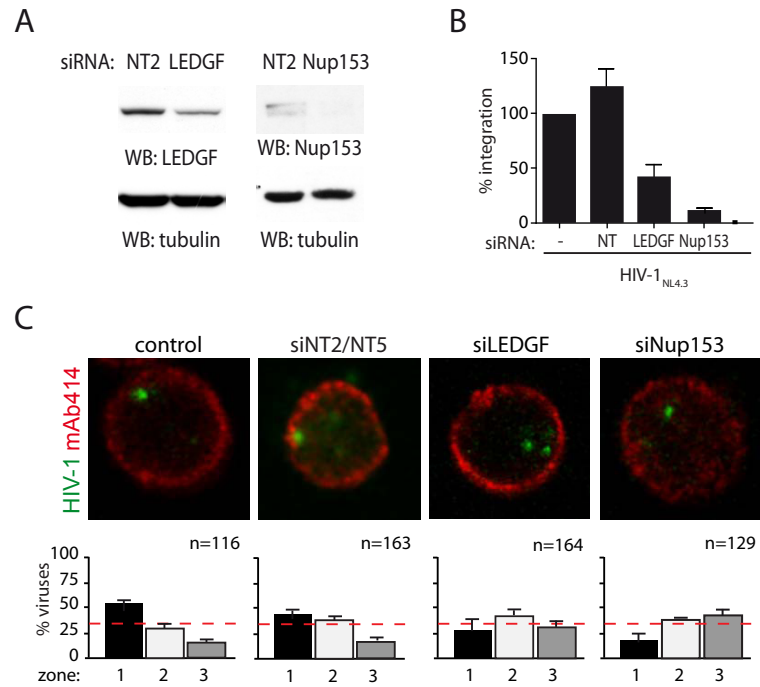 A
siRNA: NT2 LEDGF NT2 Nup153
WB: LEDGF WB: Nup153
WB: tubulin WB: tubulin
B
150
100
50
0
% integration
siRNA: - NT LEDGF Nup153
HIV-1NL4.3
C
control siNT2/NT5 siLEDGF siNup153
HIV-1 mAb414
n=116 n=163 n=164 n=129
100
75
50
25
0
% viruses
zone: 1 2 3 1 2 3 1 2 3 1 2 3